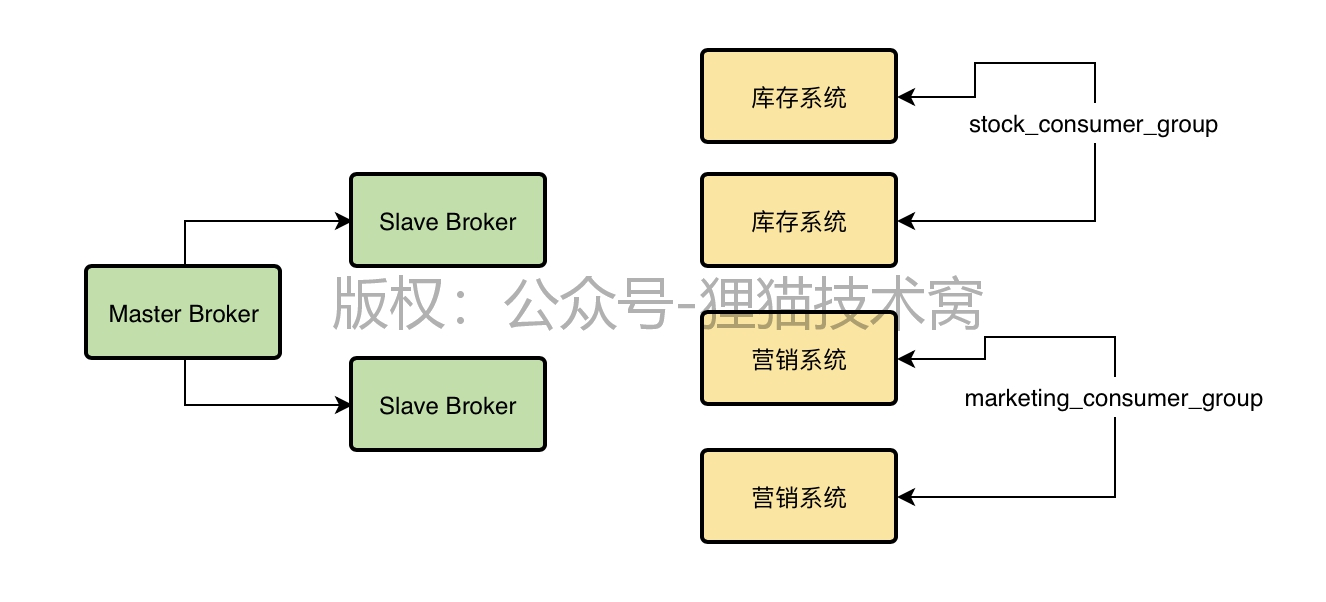 库存系统
stock_consumer_group
Slave Broker
库存系统
版权：公众号-狸猫技术窝
Master Broker
营销系统
Slave Broker
marketing_consumer_group
营销系统